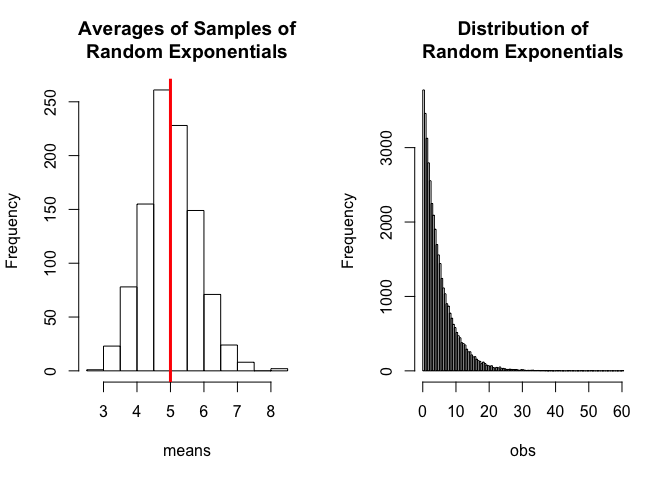 Averages of Samples of
Random Exponentials
Frequency
0
50
100
150
200
250
3 4 5 6 7 8
means
Distribution of
Random Exponentials
Frequency
0
1000
3000
0 10 20 30 40 50 60
obs